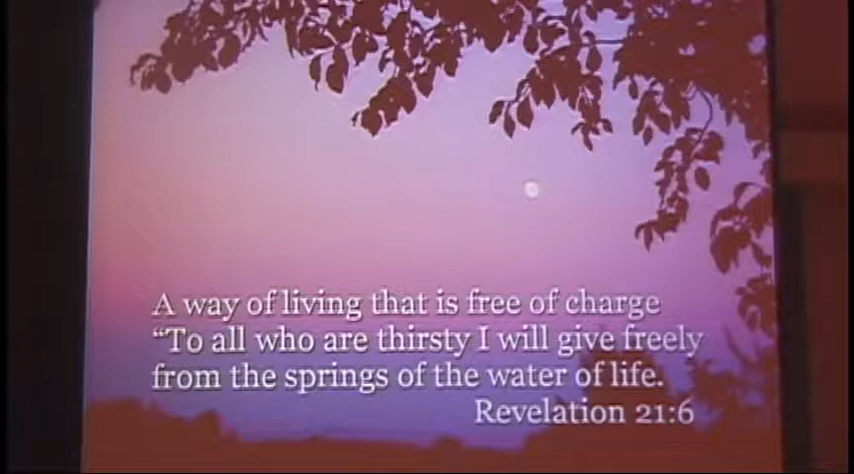 A way of living that is free of charge
“To all who are thirsty I will give freely
from the springs of the water of life.
Revelation 21:6